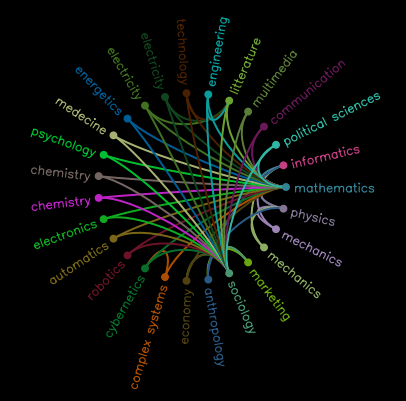 technology
engineering
litterature
multimedia
communication
political sciences
informatics
mathematics
physics
mechanics
mechanics
marketing
sociology
anthropology
economy
complex systems
cybernetics
robotics
automatics
electronics
chemistry
chemistry
psychology
medecine
energetics
electricity
electricity